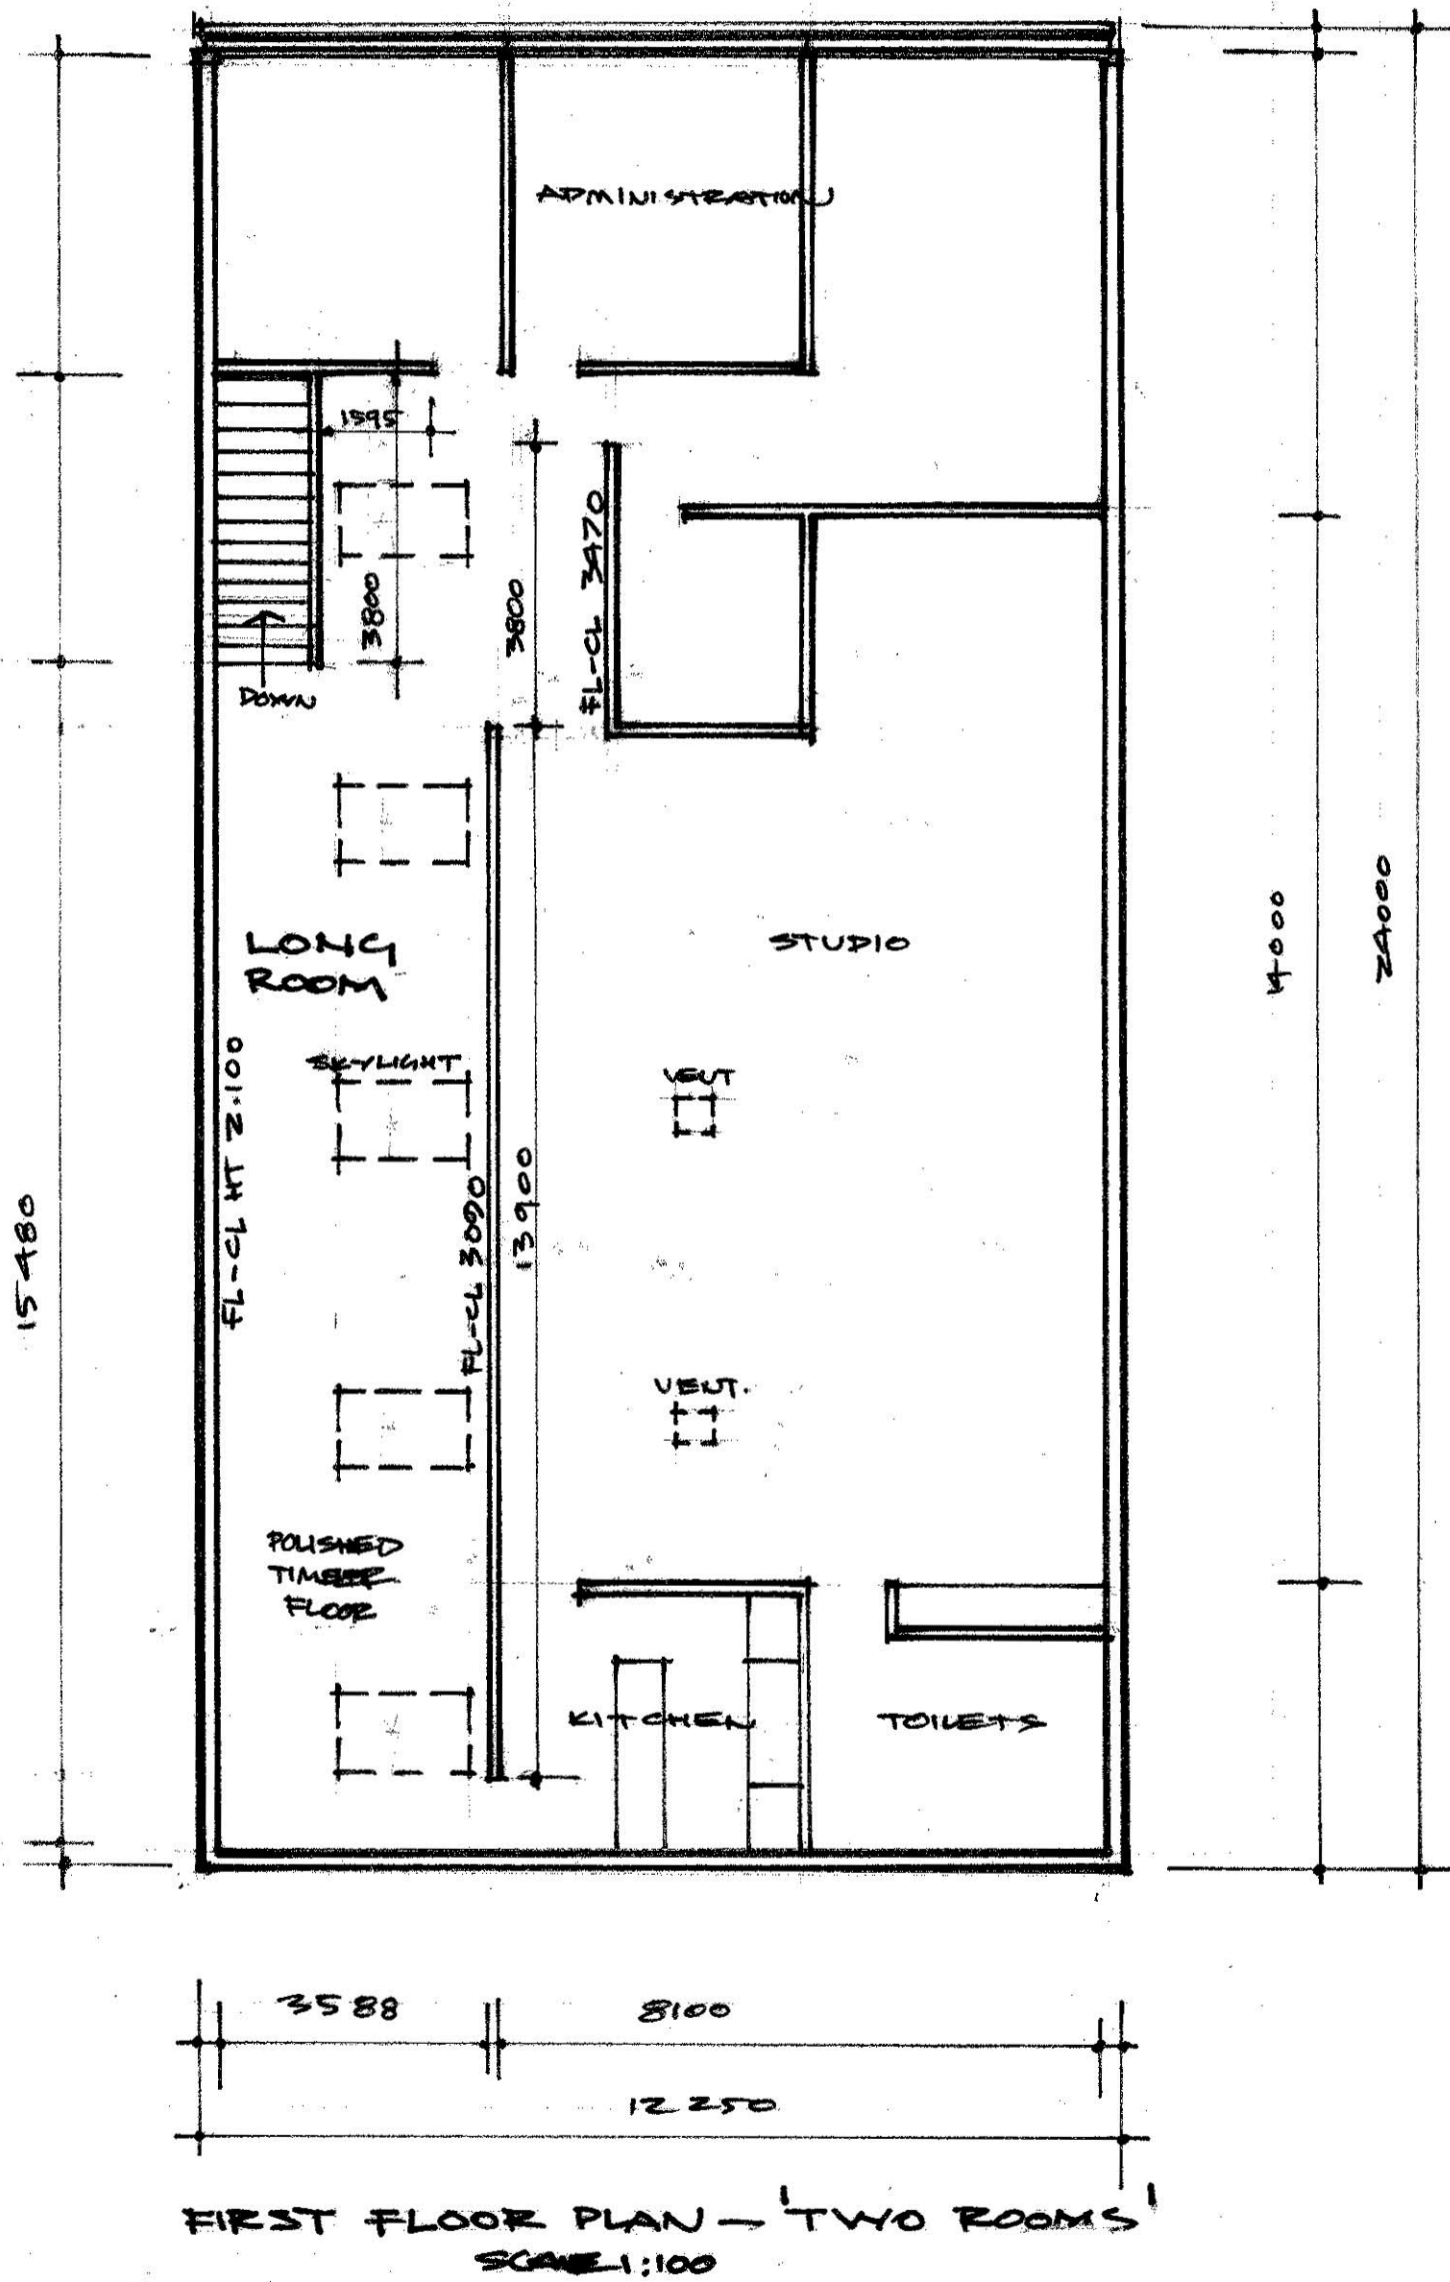 ADMINISTRATION
1595
3800
3800
FL-CL 3470
DOWN
LONG
ROOM
STUDIO
14000
24000
SKYLIGHT
VENT
FL-CL HT 2.100
FL-CL 3090
13900
15480
VENT.
POLISHED
TIMBER
FLOOR
KITCHEN
TOILETS
3588
8100
12250
FIRST FLOOR PLAN - 'TWO ROOMS'
SCALE 1:100